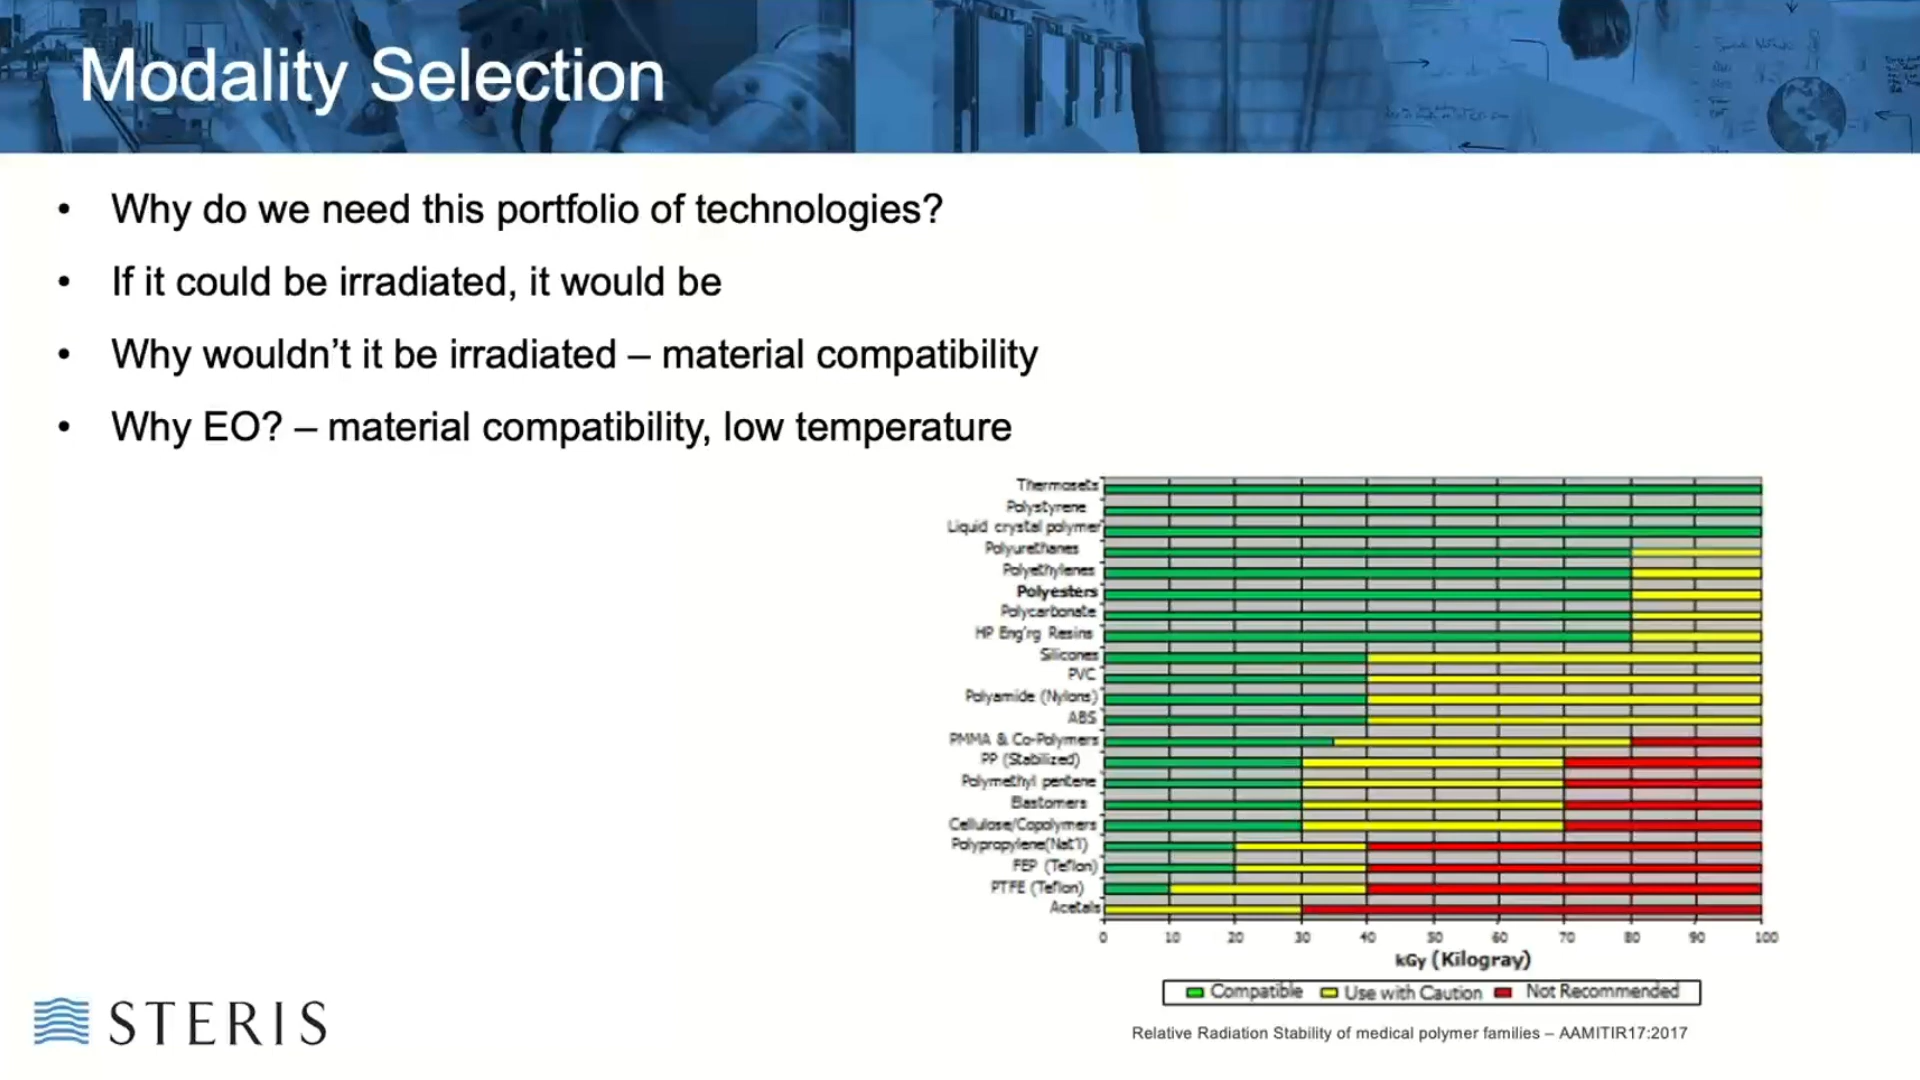 Modality Selection
• Why do we need this portfolio of technologies?
• If it could be irradiated, it would be
• Why wouldn’t it be irradiated – material compatibility
• Why EO? – material compatibility, low temperature
Thermosets
Polystyrene
Liquid crystal polymer
Polyurethanes
Polyethylenes
Polyesters
Polycarbonate
HP Eng'rg Resins
Silicones
PVC
Polyamide (Nylons)
ABS
PMMA & Co-Polymers
PP (Stabilized)
Polymethyl pentene
Elastomers
Cellulose/Copolymers
Polypropylene(Nat'l)
FEP (Teflon)
PTFE (Teflon)
Acetals
0 10 20 30 40 50 60 70 80 90 100
kGy (Kilogray)
Compatible Use with Caution Not Recommended
Relative Radiation Stability of medical polymer families – AAMITIR17:2017
STERIS